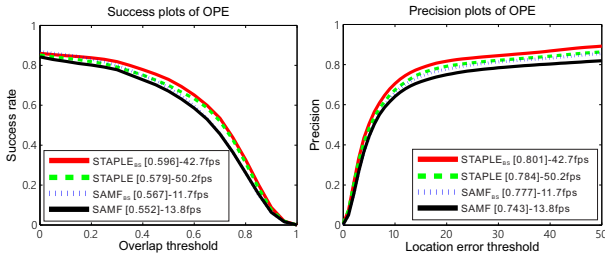 Success plots of OPE
Success rate
1
0.8
0.6
0.4
0.2
0
STAPLEBS [0.596]-42.7fps
STAPLE [0.579]-50.2fps
SAMFBS [0.567]-11.7fps
SAMF [0.552]-13.8fps
0 0.2 0.4 0.6 0.8 1
Overlap threshold
Precision plots of OPE
Precision
1
0.8
0.6
0.4
0.2
0
STAPLEBS [0.801]-42.7fps
STAPLE [0.784]-50.2fps
SAMFBS [0.777]-11.7fps
SAMF [0.743]-13.8fps
0 10 20 30 40 50
Location error threshold